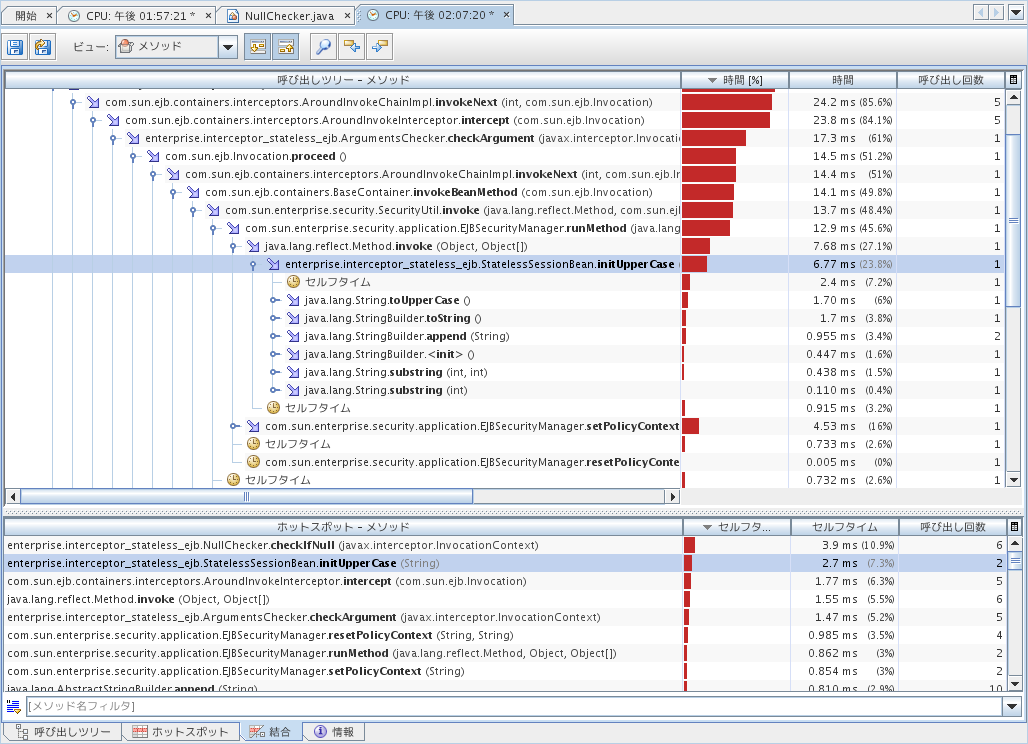 開始 × CPU: 午後 01:57:21 * × NullChecker.java × CPU: 午後 02:07:20 * ×
ビュー: メソッド
呼び出しツリー – メソッド 時間 [%] 時間 呼び出し回数
com.sun.ejb.containers.interceptors.AroundInvokeChainImpl.invokeNext (int, com.sun.ejb.Invocation) 24.2 ms (85.6%) 5
com.sun.ejb.containers.interceptors.AroundInvokeInterceptor.intercept (com.sun.ejb.Invocation) 23.8 ms (84.1%) 5
enterprise.interceptor_stateless_ejb.ArgumentsChecker.checkArgument (javax.interceptor.Invocati 17.3 ms (61%) 1
com.sun.ejb.Invocation.proceed () 14.5 ms (51.2%) 1
com.sun.ejb.containers.interceptors.AroundInvokeChainImpl.invokeNext (int, com.sun.ejb.In 14.4 ms (51%) 1
com.sun.ejb.containers.BaseContainer.invokeBeanMethod (com.sun.ejb.Invocation) 14.1 ms (49.8%) 1
com.sun.enterprise.security.SecurityUtil.invoke (java.lang.reflect.Method, com.sun.ejl 13.7 ms (48.4%) 1
com.sun.enterprise.security.application.EJBSecurityManager.runMethod (java.lang 12.9 ms (45.6%) 1
java.lang.reflect.Method.invoke (Object, Object[]) 7.68 ms (27.1%) 1
enterprise.interceptor_stateless_ejb.StatelessSessionBean.initUpperCase 6.77 ms (23.8%) 1
セルフタイム 2.4 ms (7.2%) 1
java.lang.String.toUpperCase () 1.70 ms (6%) 1
java.lang.StringBuilder.toString () 1.7 ms (3.8%) 1
java.lang.StringBuilder.append (String) 0.955 ms (3.4%) 2
java.lang.StringBuilder.<init> () 0.447 ms (1.6%) 1
java.lang.String.substring (int, int) 0.438 ms (1.5%) 1
java.lang.String.substring (int) 0.110 ms (0.4%) 1
セルフタイム 0.915 ms (3.2%) 1
com.sun.enterprise.security.application.EJBSecurityManager.setPolicyContext 4.53 ms (16%) 1
セルフタイム 0.733 ms (2.6%) 1
com.sun.enterprise.security.application.EJBSecurityManager.resetPolicyConte 0.005 ms (0%) 1
セルフタイム 0.732 ms (2.6%) 1
ホットスポット – メソッド セルフタ... セルフタイム 呼び出し回数
enterprise.interceptor_stateless_ejb.NullChecker.checkIfNull (javax.interceptor.InvocationContext) 3.9 ms (10.9%) 6
enterprise.interceptor_stateless_ejb.StatelessSessionBean.initUpperCase (String) 2.7 ms (7.3%) 2
com.sun.ejb.containers.interceptors.AroundInvokeInterceptor.intercept (com.sun.ejb.Invocation) 1.77 ms (6.3%) 5
java.lang.reflect.Method.invoke (Object, Object[]) 1.55 ms (5.5%) 6
enterprise.interceptor_stateless_ejb.ArgumentsChecker.checkArgument (javax.interceptor.InvocationContext) 1.47 ms (5.2%) 5
com.sun.enterprise.security.application.EJBSecurityManager.resetPolicyContext (String, String) 0.985 ms (3.5%) 4
com.sun.enterprise.security.application.EJBSecurityManager.runMethod (java.lang.reflect.Method, Object, Object[]) 0.862 ms (3%) 2
com.sun.enterprise.security.application.EJBSecurityManager.setPolicyContext (String) 0.854 ms (3%) 2
java.lang.AbstractStringBuilder.append (String) 0.810 ms (2.9%) 10
[メソッド名フィルタ]
呼び出しツリー ホットスポット 結合 情報